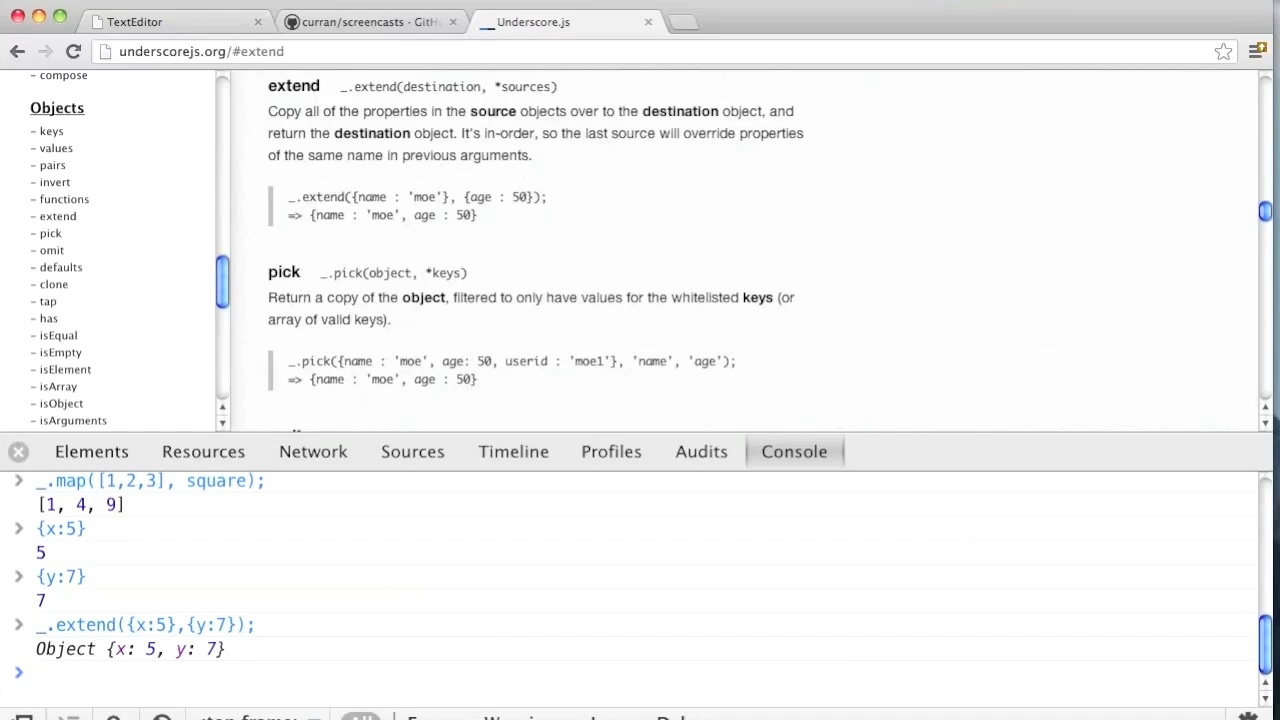 TextEditor
curran/screencasts - GitHu
Underscore.js
underscorejs.org/#extend
- compose
Objects
- keys
- values
- pairs
- invert
- functions
- extend
- pick
- omit
- defaults
- clone
- tap
- has
- isEqual
- isEmpty
- isElement
- isArray
- isObject
- isArguments
extend _.extend(destination, *sources)
Copy all of the properties in the source objects over to the destination object, and
return the destination object. It's in-order, so the last source will override properties
of the same name in previous arguments.
_.extend({name : 'moe'}, {age : 50});
=> {name : 'moe', age : 50}
pick _.pick(object, *keys)
Return a copy of the object, filtered to only have values for the whitelisted keys (or
array of valid keys).
_.pick({name : 'moe', age: 50, userid : 'moe1'}, 'name', 'age');
=> {name : 'moe', age : 50}
Elements Resources Network Sources Timeline Profiles Audits Console
> _.map([1,2,3], square);
[1, 4, 9]
> {x:5}
5
> {y:7}
7
> _.extend({x:5},{y:7});
Object {x: 5, y: 7}
>